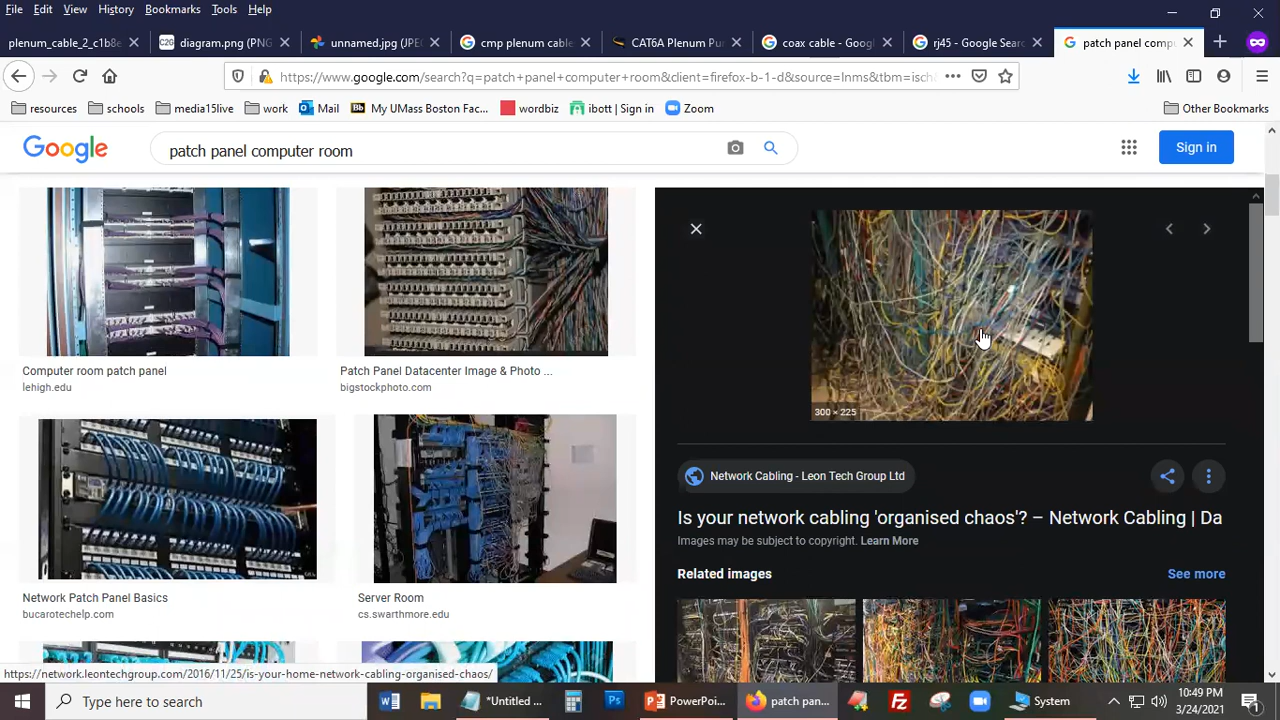 File Edit View History Bookmarks Tools Help
plenum_cable_2_c1b8e
diagram.png (PNG
unnamed.jpg (JPE
cmp plenum cable
CAT6A Plenum Pu
coax cable - Goog
rj45 - Google Sear
patch panel comp
https://www.google.com/search?q=patch+panel+computer+room&client=firefox-b-1-d&source=lnms&tbm=isch
resources schools media15live work Mail My UMass Boston Fac... wordbiz ibott | Sign in Zoom Other Bookmarks
Google
patch panel computer room
Sign in
Computer room patch panel
lehigh.edu
Patch Panel Datacenter Image & Photo ...
bigstockphoto.com
300 × 225
Network Cabling - Leon Tech Group Ltd
Is your network cabling 'organised chaos'? – Network Cabling | Da
Images may be subject to copyright. Learn More
Related images
See more
Network Patch Panel Basics
bucarotechelp.com
Server Room
cs.swarthmore.edu
https://network.leontechgroup.com/2016/11/25/is-your-home-network-cabling-organised-chaos/
Type here to search
*Untitled ...
PowerPoi...
patch pan...
System
10:49 PM
3/24/2021